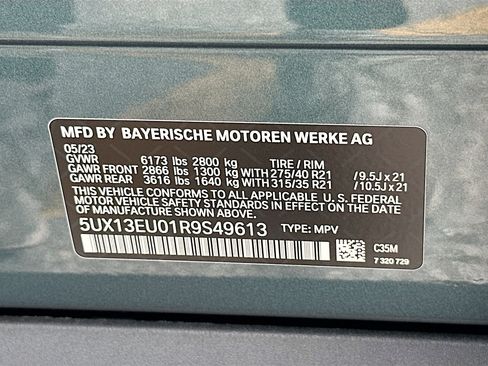 MFD BY BAYERISCHE MOTOREN WERKE AG
05/23
GVWR 6173 lbs 2800 kg TIRE / RIM
GAWR FRONT 2866 lbs 1300 kg WITH 275/40 R21 /9.5J x 21
GAWR REAR 3616 lbs 1640 kg WITH 315/35 R21 /10.5J x 21
THIS VEHICLE CONFORMS TO ALL APPLICABLE U.S. FEDERAL
MOTOR VEHICLE SAFETY STANDARDS IN EFFECT ON THE
DATE OF MANUFACTURE SHOWN ABOVE.
5UX13EU01R9S49613 TYPE: MPV
C35M
7 320 729